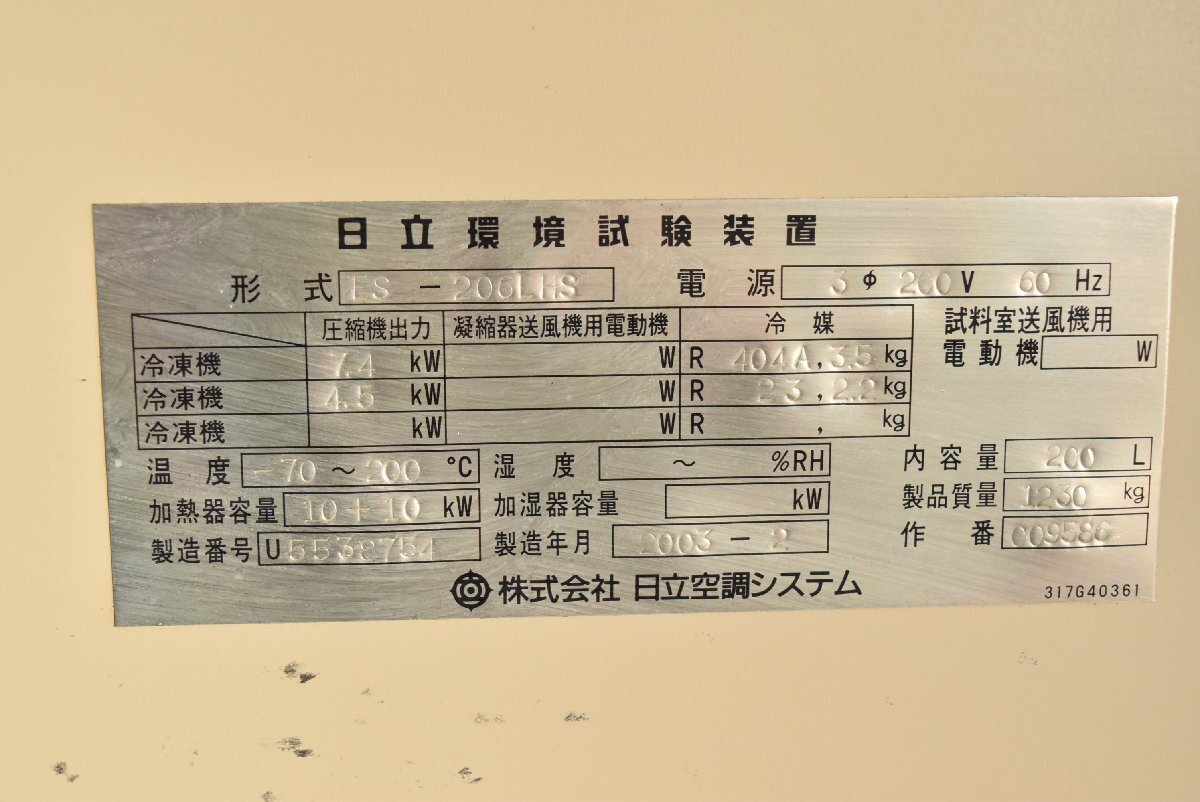 日立環境試験装置
形式 ES-206LHS 電源 3φ 200V 60Hz
圧縮機出力 凝縮器送風機用電動機 冷媒 試料室送風機用
冷凍機 7.4 kW W R 404A, 3.5 kg 電動機 W
冷凍機 4.5 kW W R 23, 2.2 kg
冷凍機 kW W R , kg
温度 -70 ～ 200 °C 湿度 ～ %RH 内容量 200 L
加熱器容量 10+10 kW 加湿器容量 kW 製品質量 1230 kg
製造番号 U5538754 製造年月 2003-2 作番 009586
株式会社 日立空調システム 317G40361